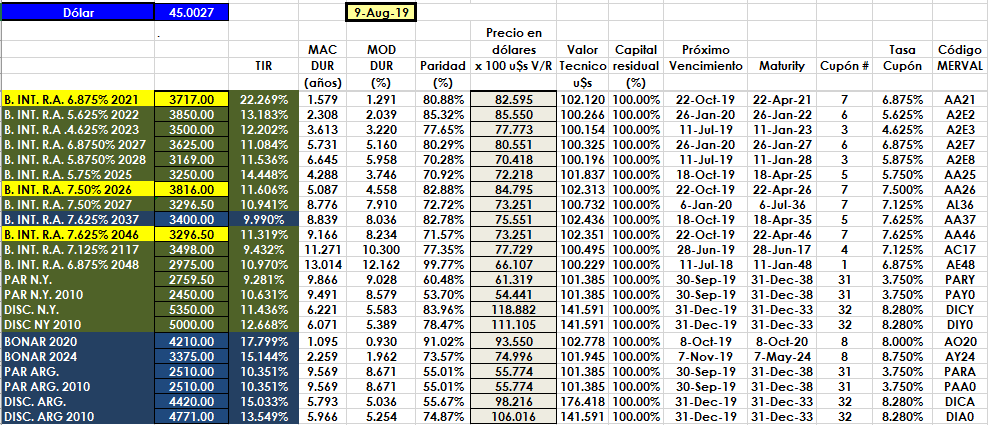 Dólar 45.0027 9-Aug-19
.
Precio en
MAC MOD dólares Valor Capital Próximo Tasa Código
TIR DUR DUR Paridad x 100 u$s V/R Tecnico residual Vencimiento Maturity Cupón # Cupón MERVAL
(años) (%) (%) u$s (%)
B. INT. R.A. 6.875% 2021 3717.00 22.269% 1.579 1.291 80.88% 82.595 102.120 100.00% 22-Oct-19 22-Apr-21 7 6.875% AA21
B. INT. R.A. 5.625% 2022 3850.00 13.183% 2.308 2.039 85.32% 85.550 100.266 100.00% 26-Jan-20 26-Jan-22 6 5.625% A2E2
B. INT. R.A .4.625% 2023 3500.00 12.202% 3.613 3.220 77.65% 77.773 100.154 100.00% 11-Jul-19 11-Jan-23 3 4.625% A2E3
B. INT. R.A. 6.8750% 2027 3625.00 11.084% 5.731 5.160 80.29% 80.551 100.325 100.00% 26-Jan-20 26-Jan-27 6 6.875% A2E7
B. INT. R.A. 5.8750% 2028 3169.00 11.536% 6.645 5.958 70.28% 70.418 100.196 100.00% 11-Jul-19 11-Jan-28 3 5.875% A2E8
B. INT. R.A. 5.75% 2025 3250.00 14.448% 4.288 3.746 70.92% 72.218 101.837 100.00% 18-Oct-19 18-Apr-25 5 5.750% AA25
B. INT. R.A. 7.50% 2026 3816.00 11.606% 5.087 4.558 82.88% 84.795 102.313 100.00% 22-Oct-19 22-Apr-26 7 7.500% AA26
B. INT. R.A. 7.50% 2027 3296.50 10.941% 8.776 7.910 72.72% 73.251 100.732 100.00% 6-Jan-20 6-Jul-36 7 7.125% AL36
B. INT. R.A. 7.625% 2037 3400.00 9.990% 8.839 8.036 82.78% 75.551 102.436 100.00% 18-Oct-19 18-Apr-35 5 7.625% AA37
B. INT. R.A. 7.625% 2046 3296.50 11.319% 9.166 8.234 71.57% 73.251 102.351 100.00% 22-Oct-19 22-Apr-46 7 7.625% AA46
B. INT. R.A. 7.125% 2117 3498.00 9.432% 11.271 10.300 77.35% 77.729 100.495 100.00% 28-Jun-19 28-Jun-17 4 7.125% AC17
B. INT. R.A. 6.875% 2048 2975.00 10.970% 13.014 12.162 99.77% 66.107 100.229 100.00% 11-Jul-18 11-Jan-48 1 6.875% AE48
PAR N.Y. 2759.50 9.281% 9.866 9.028 60.48% 61.319 101.385 100.00% 30-Sep-19 31-Dec-38 31 3.750% PARY
PAR N.Y. 2010 2450.00 10.631% 9.491 8.579 53.70% 54.441 101.385 100.00% 30-Sep-19 31-Dec-38 31 3.750% PAY0
DISC. N.Y. 5350.00 11.436% 6.221 5.583 83.96% 118.882 141.591 100.00% 31-Dec-19 31-Dec-33 32 8.280% DICY
DISC NY 2010 5000.00 12.668% 6.071 5.389 78.47% 111.105 141.591 100.00% 31-Dec-19 31-Dec-33 32 8.280% DIY0
BONAR 2020 4210.00 17.799% 1.095 0.930 91.02% 93.550 102.778 100.00% 8-Oct-19 8-Oct-20 8 8.000% AO20
BONAR 2024 3375.00 15.144% 2.259 1.962 73.57% 74.996 101.945 100.00% 7-Nov-19 7-May-24 8 8.750% AY24
PAR ARG. 2510.00 10.351% 9.569 8.671 55.01% 55.774 101.385 100.00% 30-Sep-19 31-Dec-38 31 3.750% PARA
PAR ARG. 2010 2510.00 10.351% 9.569 8.671 55.01% 55.774 101.385 100.00% 30-Sep-19 31-Dec-38 31 3.750% PAA0
DISC. ARG. 4420.00 15.033% 5.793 5.036 55.67% 98.216 176.418 100.00% 31-Dec-19 31-Dec-33 32 8.280% DICA
DISC. ARG 2010 4771.00 13.549% 5.966 5.254 74.87% 106.016 141.591 100.00% 31-Dec-19 31-Dec-33 32 8.280% DIA0